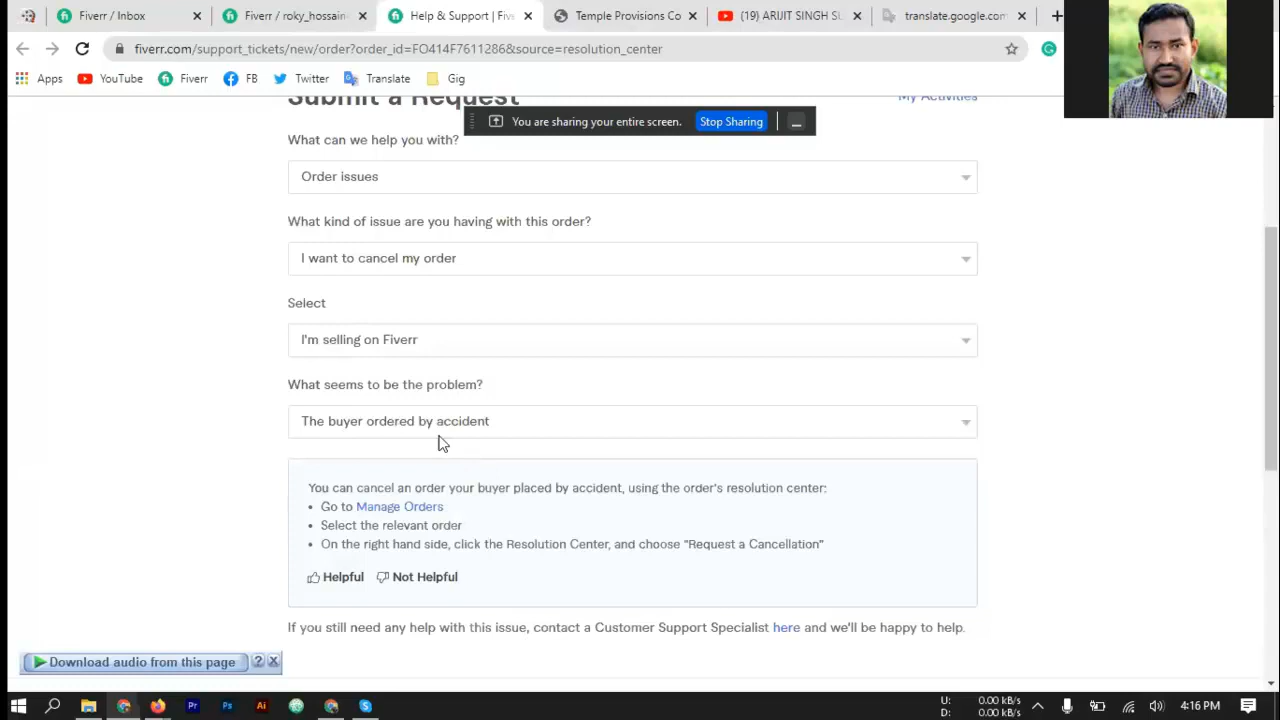 Fiverr / Inbox
Fiverr / roky_hossain
Help & Support | Five
Temple Provisions Co
(19) ARIJIT SINGH
translate.google.com
fiverr.com/support_tickets/new/order?order_id=FO414F7611286&source=resolution_center
Apps
YouTube
Fiverr
FB
Twitter
Translate
Gig
Submit a Request
My Activities
You are sharing your entire screen.
Stop Sharing
What can we help you with?
Order issues
What kind of issue are you having with this order?
I want to cancel my order
Select
I'm selling on Fiverr
What seems to be the problem?
The buyer ordered by accident
You can cancel an order your buyer placed by accident, using the order's resolution center:
• Go to Manage Orders
• Select the relevant order
• On the right hand side, click the Resolution Center, and choose "Request a Cancellation"
Helpful
Not Helpful
If you still need any help with this issue, contact a Customer Support Specialist here and we'll be happy to help.
Download audio from this page
?
X
Pr
Ps
Ai
U: 0.00 kB/s
D: 0.00 kB/s
4:16 PM